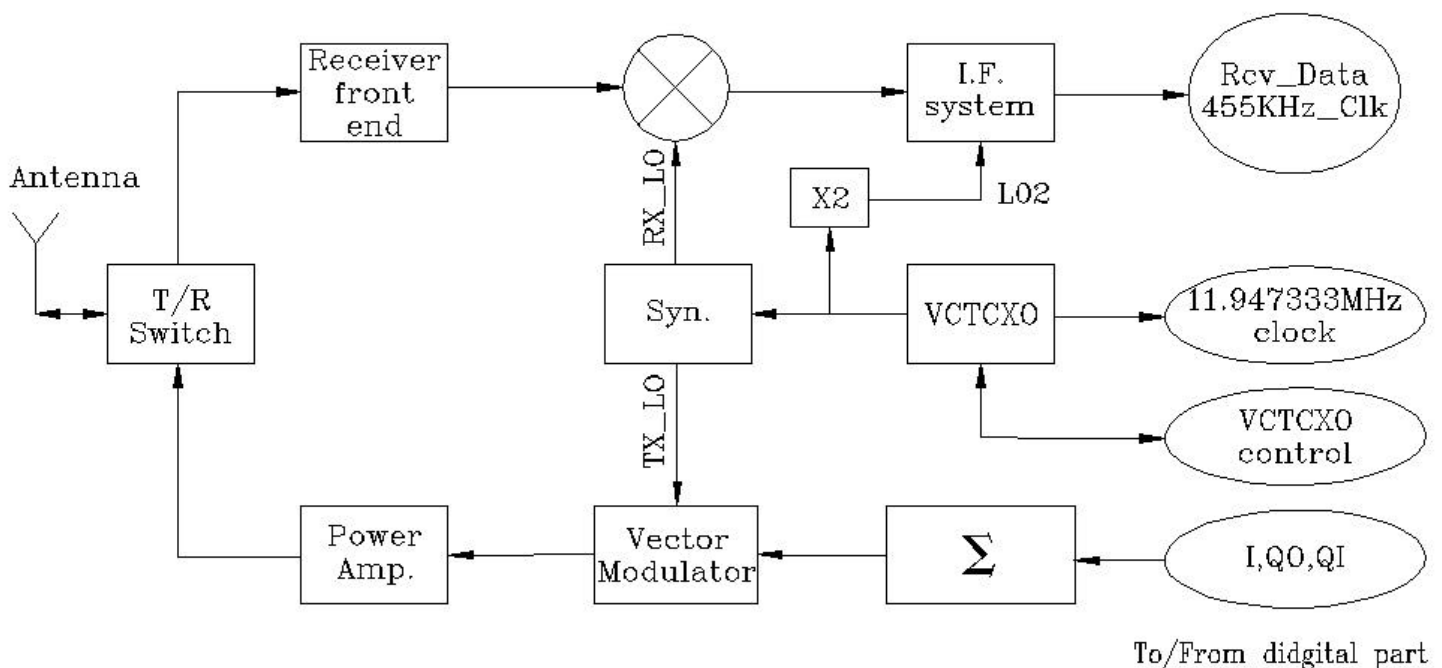 Receiver
front
end
I.F.
system
Rcv_Data
455KHz_Clk
Antenna
RX_LO
X2
LO2
T/R
Switch
Syn.
VCTCXO
11.947333MHz
clock
TX_LO
VCTCXO
control
Power
Amp.
Vector
Modulator
Σ
I,QO,QI
To/From didgital part